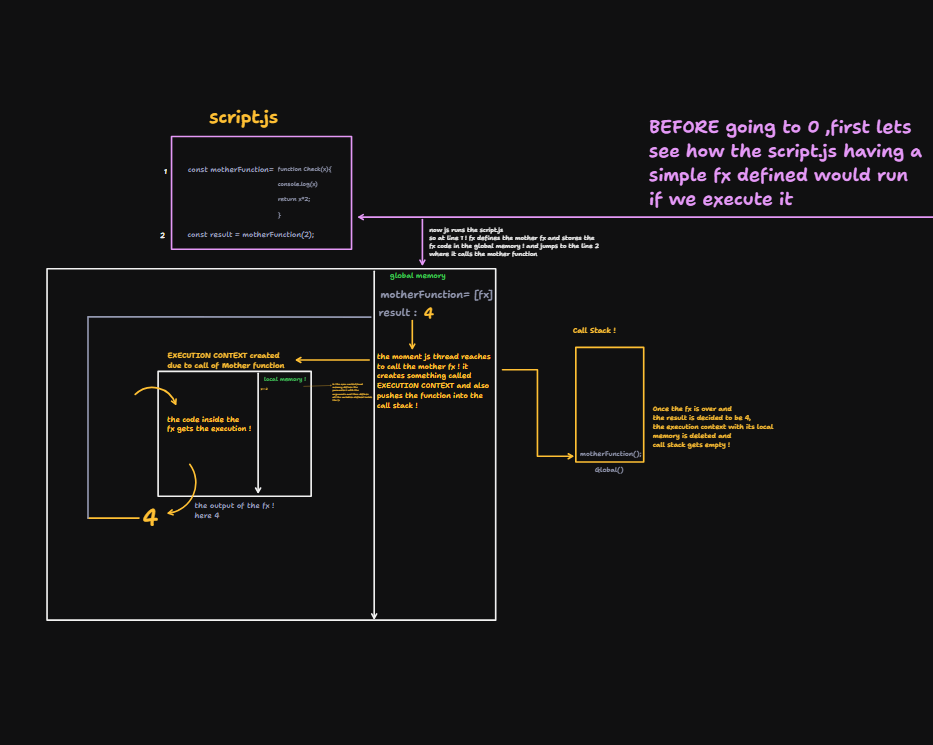 script.js
BEFORE going to 0 ,first lets
see how the script.js having a
simple fx defined would run
if we execute it
1
const motherFunction= function Check(x){
console.log(x)
return x*2;
}
2
const result = motherFunction(2);
now js runs the script.js
so at line 1 ! fx defines the mother fx and stores the
fx code in the global memory ! and jumps to the line 2
where it calls the mother function
global memory
motherFunction= [fx]
result : 4
the moment js thread reaches
to call the mother fx ! it
creates something called
EXECUTION CONTEXT and also
pushes the function into the
call stack !
EXECUTION CONTEXT created
due to call of Mother function
local memory !
the code inside the
fx gets the execution !
4
the output of the fx !
here 4
Call Stack !
motherFunction();
Global()
Once the fx is over and
the result is decided to be 4,
the execution context with its local
memory is deleted and
call stack gets empty !